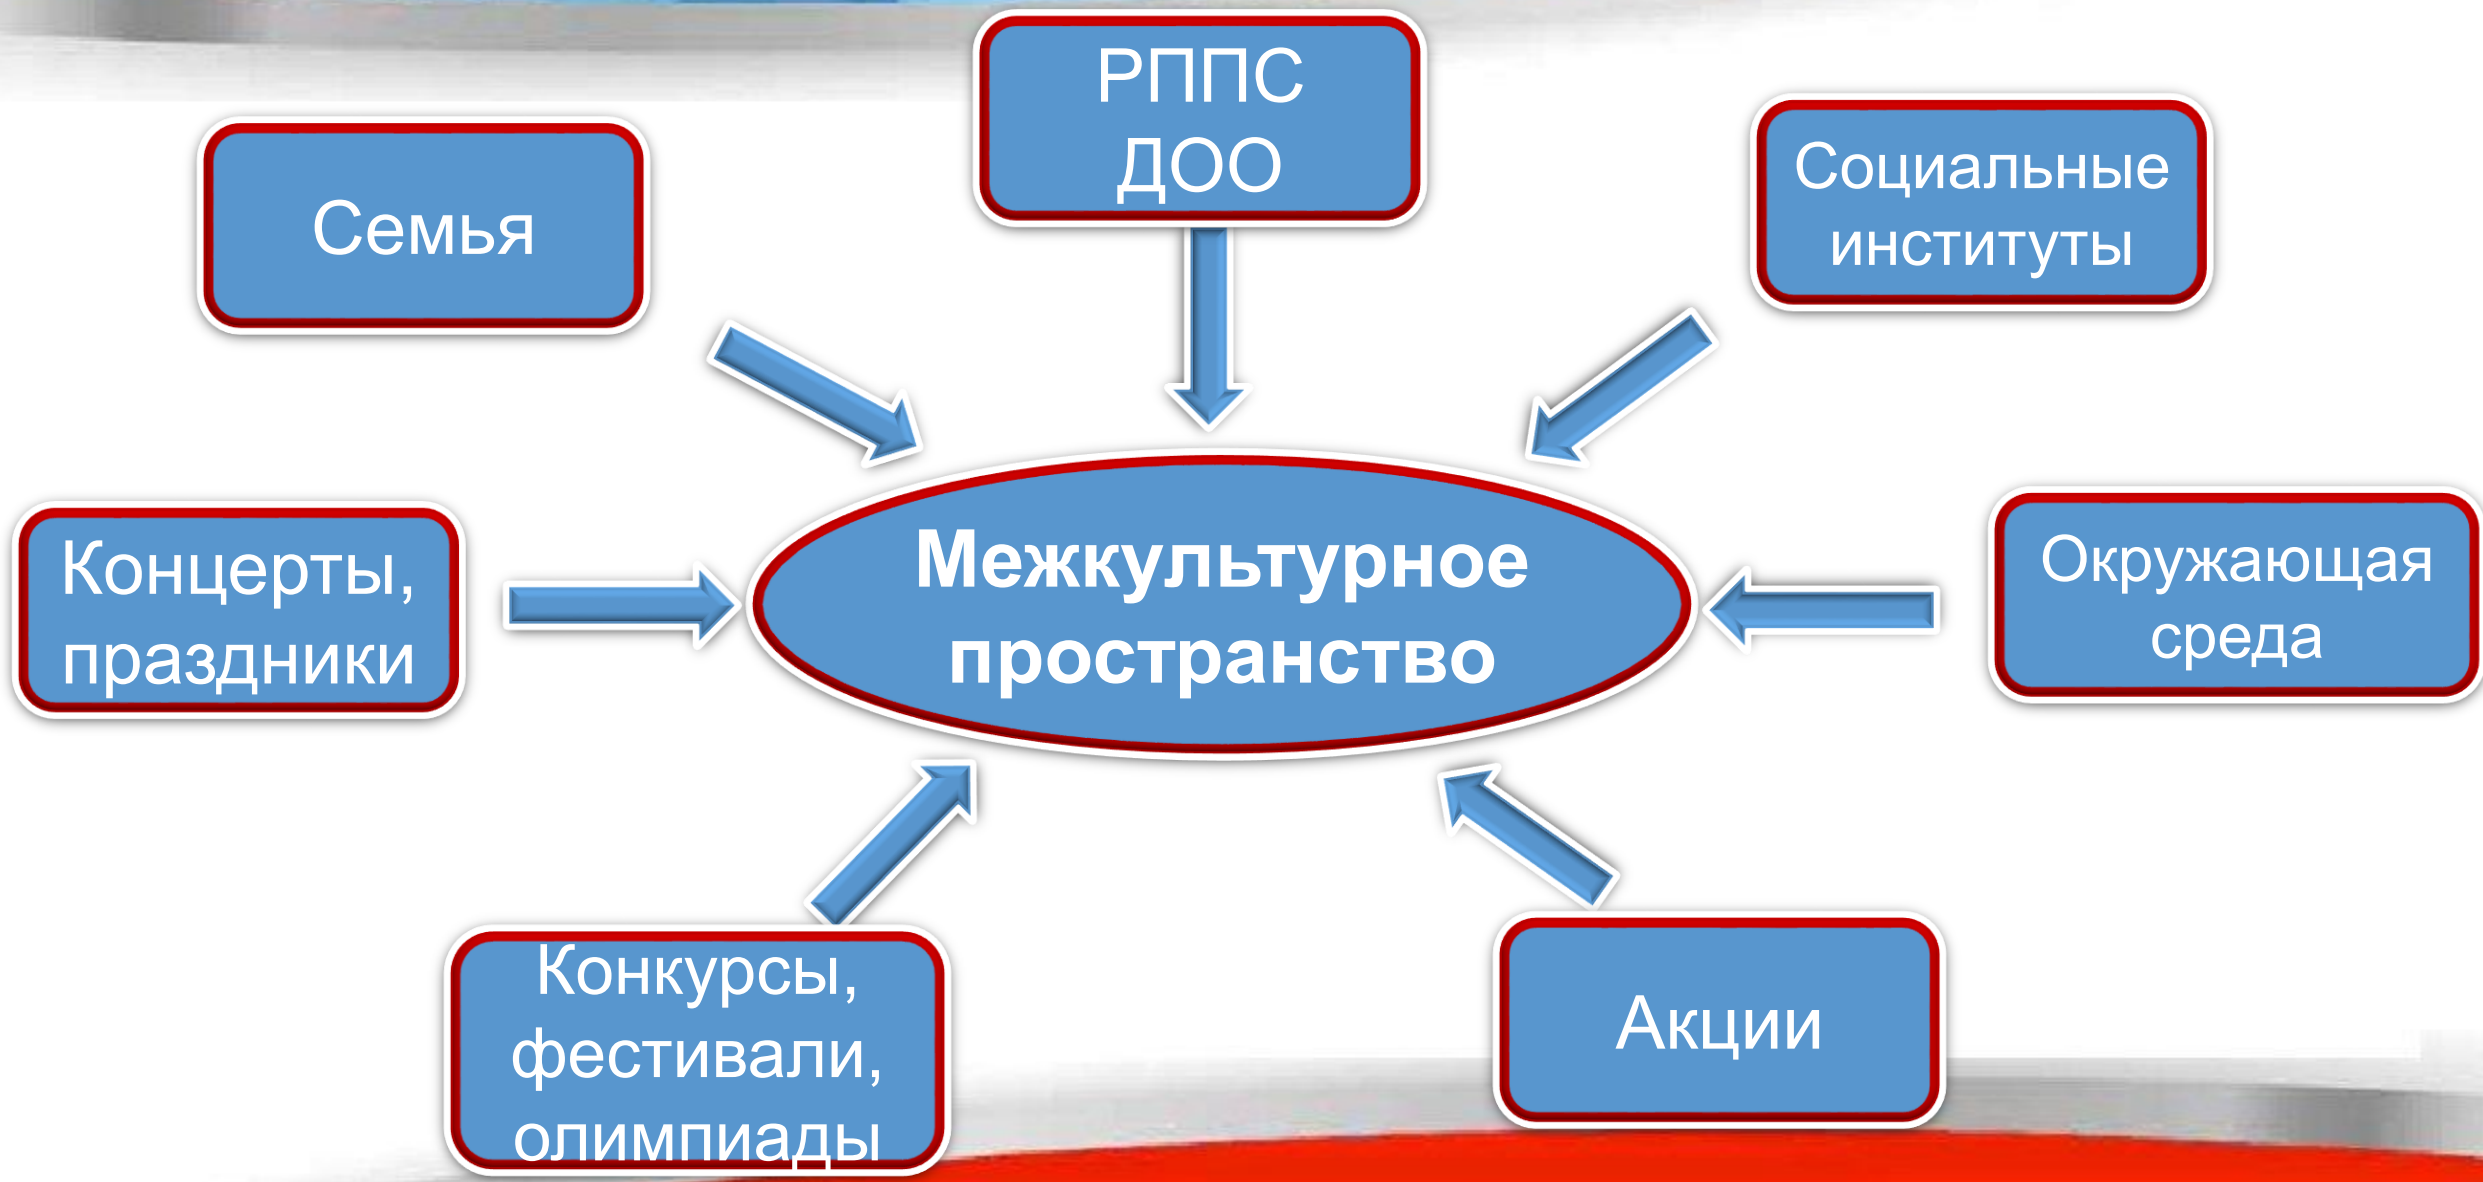 РППС
ДОО
Семья
Социальные
институты
Концерты,
праздники
Межкультурное
пространство
Окружающая
среда
Конкурсы,
фестивали,
олимпиады
Акции